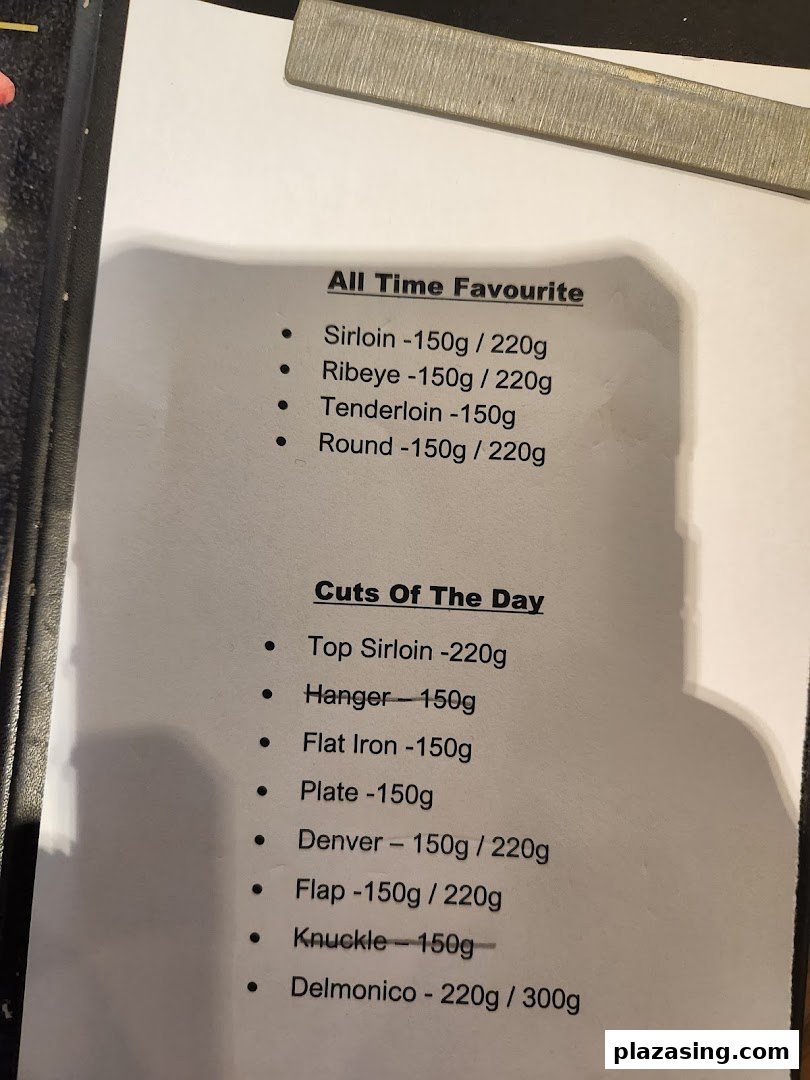 All Time Favourite
• Sirloin -150g / 220g
• Ribeye -150g / 220g
• Tenderloin -150g
• Round -150g / 220g
Cuts Of The Day
• Top Sirloin -220g
• Hanger – 150g
• Flat Iron -150g
• Plate -150g
• Denver – 150g / 220g
• Flap -150g / 220g
• Knuckle – 150g
• Delmonico - 220g / 300g
plazasing.com